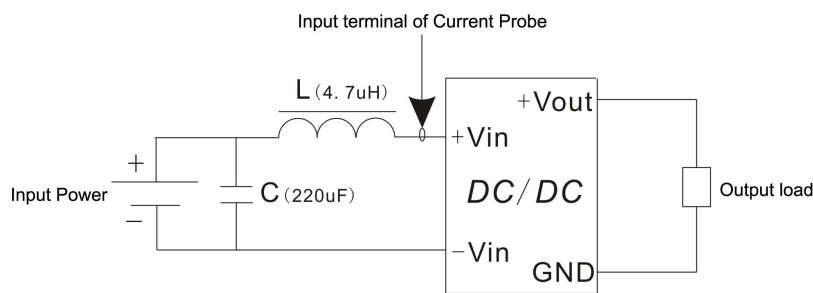 Input terminal of Current Probe
L(4.7uH)
+Vout
+Vin
+
Input Power
C(220uF)
DC/DC
Output load
−
−Vin
GND